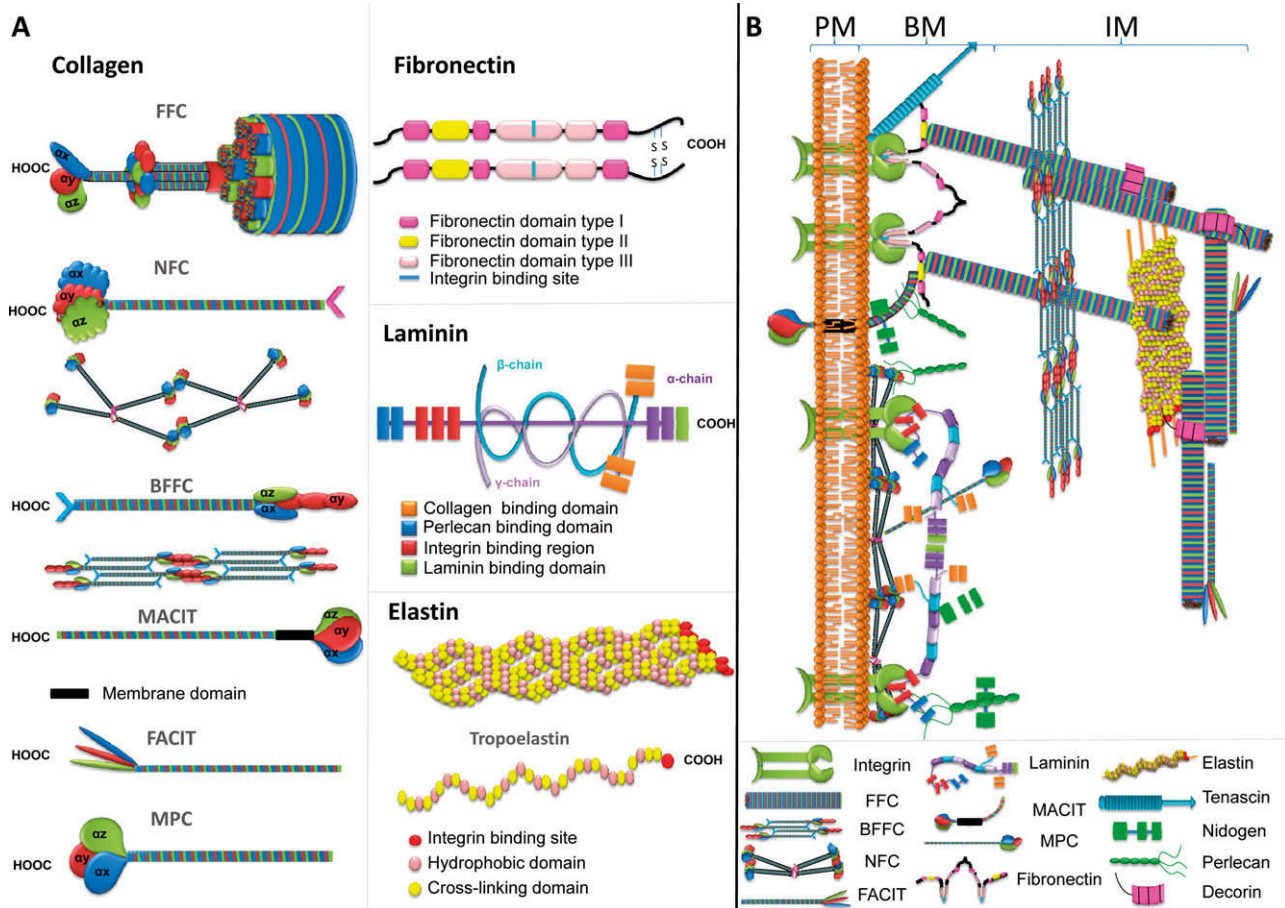 A
Collagen
FFC
HOOC
αx
αy
αz
NFC
HOOC
αx
αy
αz
BFFC
HOOC
αz
αx
αy
MACIT
HOOC
αz
αy
αx
Membrane domain
FACIT
HOOC
MPC
HOOC
αz
αy
αx
Fibronectin
S S
S S
COOH
Fibronectin domain type I
Fibronectin domain type II
Fibronectin domain type III
Integrin binding site
Laminin
β-chain
α-chain
COOH
γ-chain
Collagen binding domain
Perlecan binding domain
Integrin binding region
Laminin binding domain
Elastin
Tropoelastin
COOH
Integrin binding site
Hydrophobic domain
Cross-linking domain
B
PM BM IM
Integrin
FFC
BFFC
NFC
FACIT
Laminin
MACIT
MPC
Fibronectin
Elastin
Tenascin
Nidogen
Perlecan
Decorin